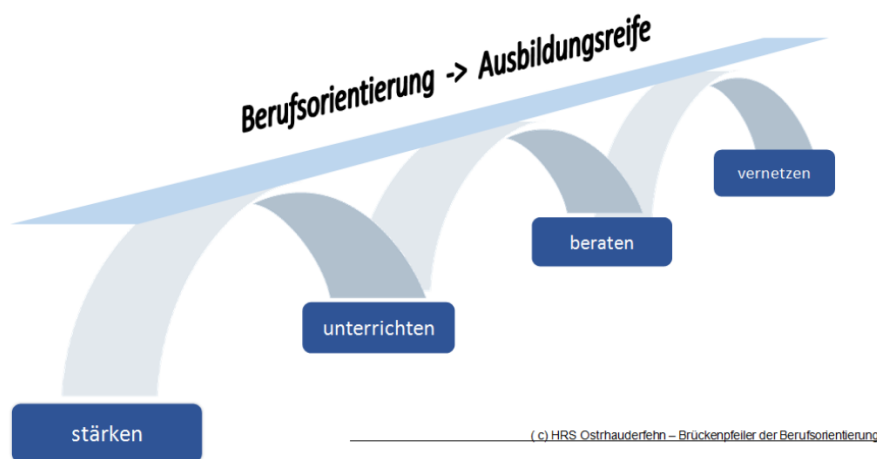 Berufsorientierung -> Ausbildungsreife
vernetzen
beraten
unterrichten
stärken
( c) HRS Ostrhauderfehn – Brückenpfeiler der Berufsorientierung